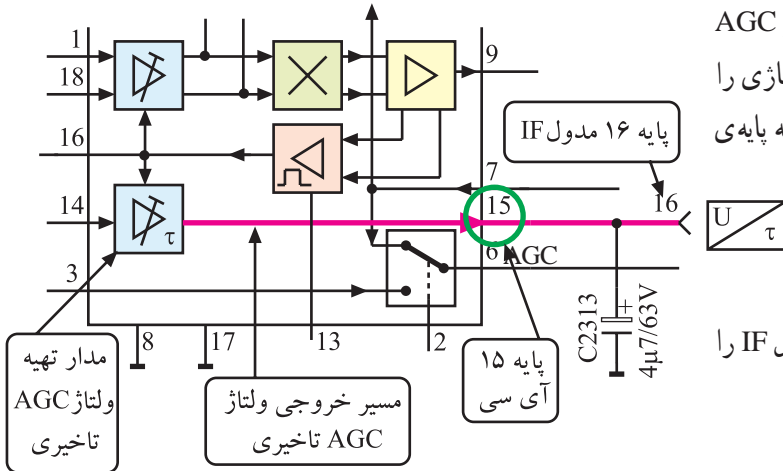 AGC
اژی را
ه پایه‌ی
1
18
16
14
3
9
7
15
16
6 AGC
پایه ۱۶ مدول IF
U
τ
τ
8
17
13
2
C2313
+
4μ7/63V
مدار تهیه
ولتاژ AGC
تاخیری
مسیر خروجی ولتاژ
AGC تاخیری
پایه ۱۵
آی سی
ل IF را